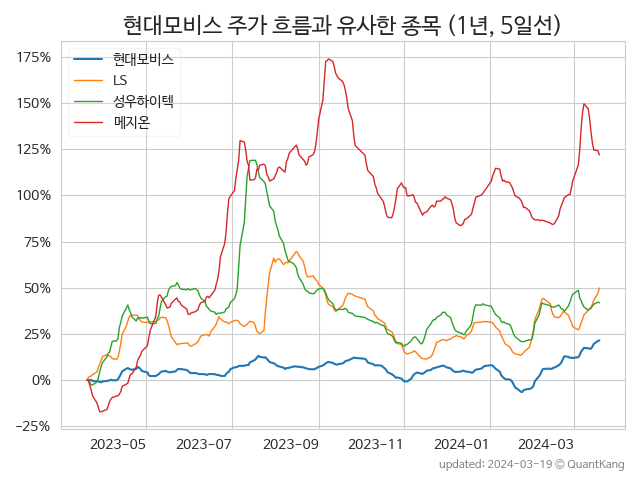 현대모비스 주가 흐름과 유사한 종목 (1년, 5일선)
현대모비스
LS
성우하이텍
메지온
175%
150%
125%
100%
75%
50%
25%
0%
−25%
2023-05 2023-07 2023-09 2023-11 2024-01 2024-03
updated: 2024-03-19 © QuantKang